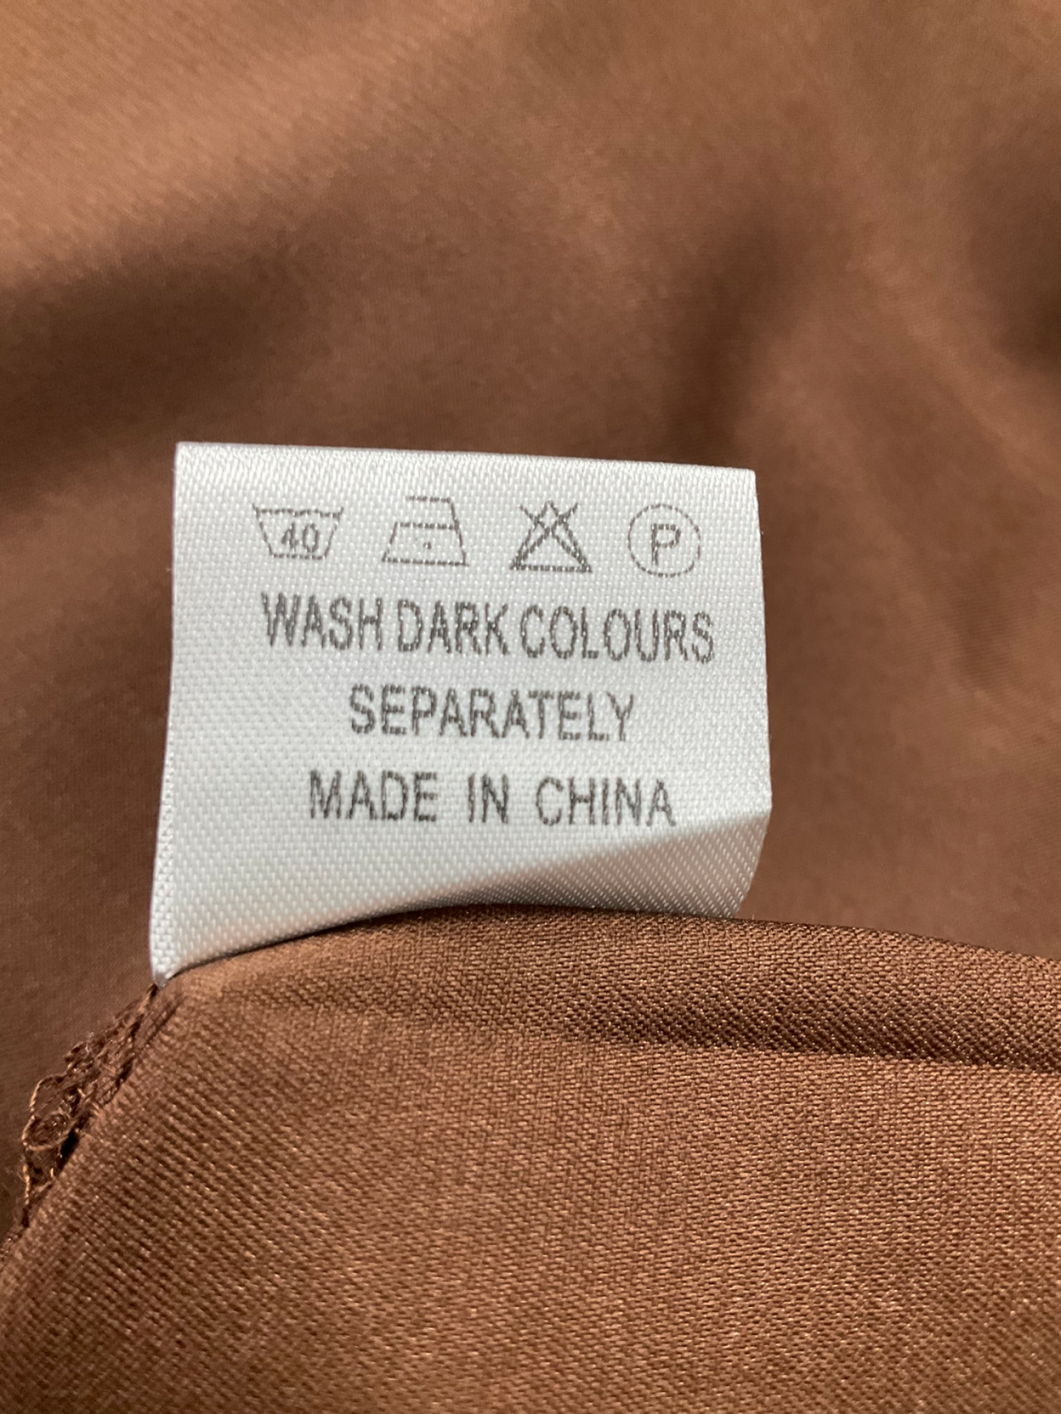 40 P
WASH DARK COLOURS
SEPARATELY
MADE IN CHINA